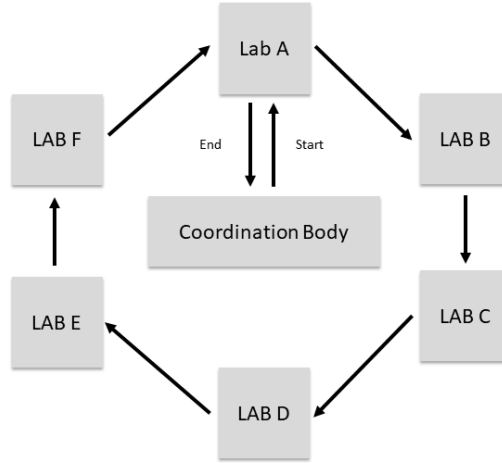 Lab A
LAB F
LAB B
End
Start
Coordination Body
LAB E
LAB C
LAB D